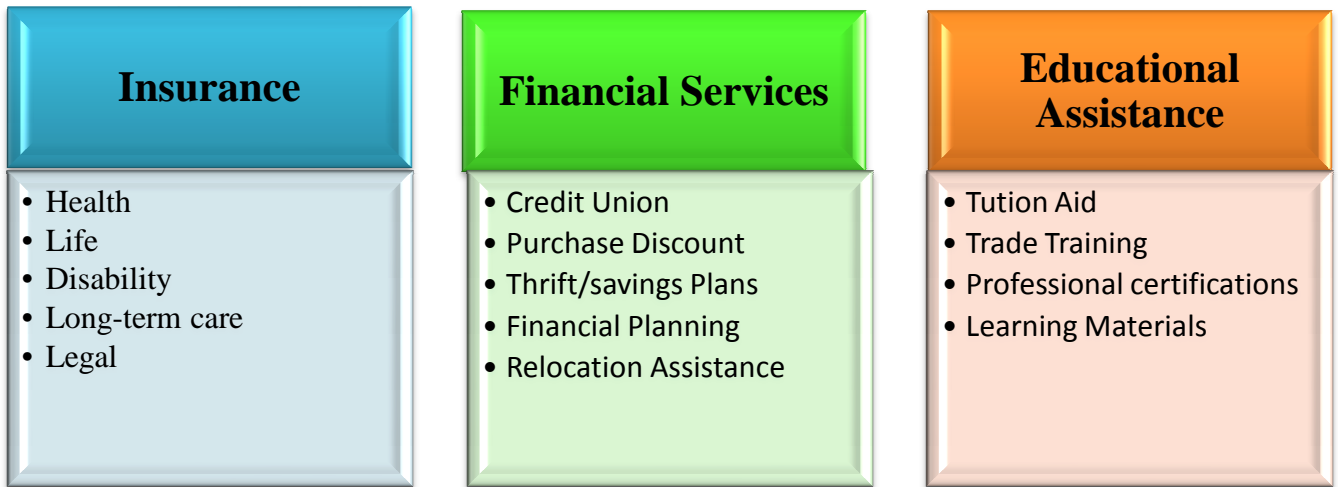 Insurance
• Health
• Life
• Disability
• Long-term care
• Legal
Financial Services
• Credit Union
• Purchase Discount
• Thrift/savings Plans
• Financial Planning
• Relocation Assistance
Educational
Assistance
• Tution Aid
• Trade Training
• Professional certifications
• Learning Materials